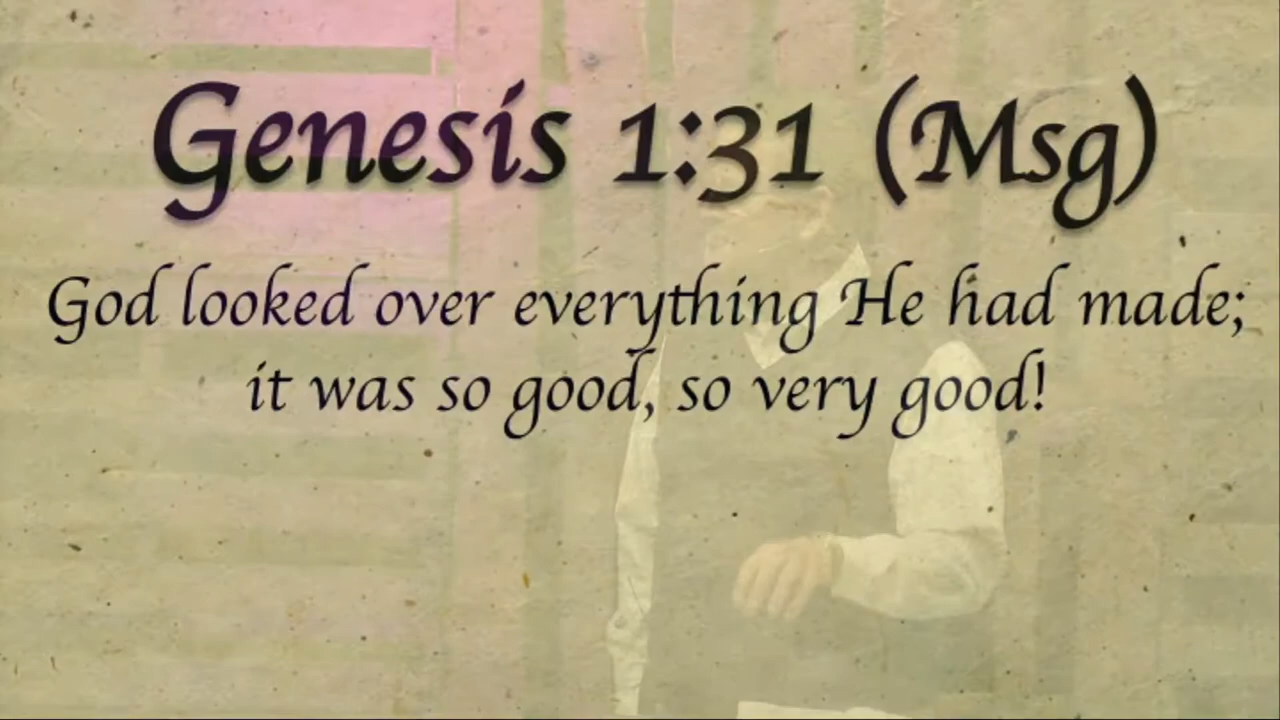 Genesis 1:31 (Msg)
God looked over everything He had made;
it was so good, so very good!